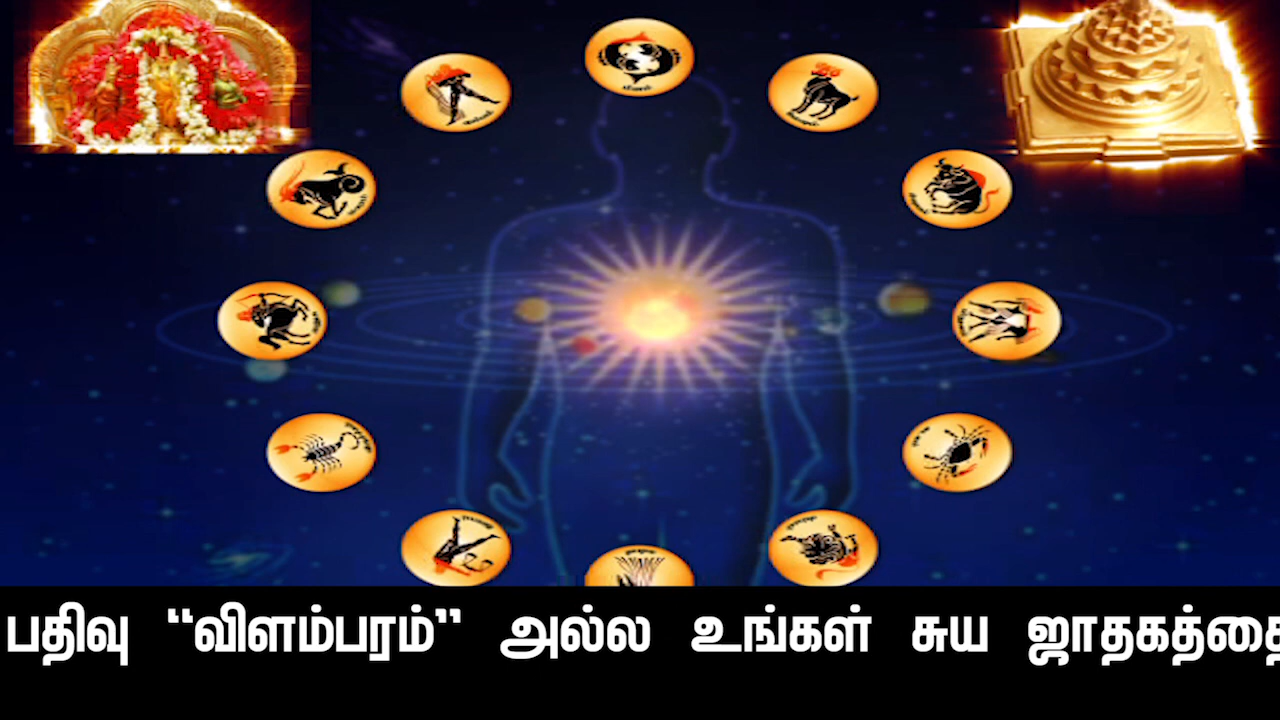 பதிவு “விளம்பரம்” அல்ல உங்கள் சுய ஜாதகத்தை